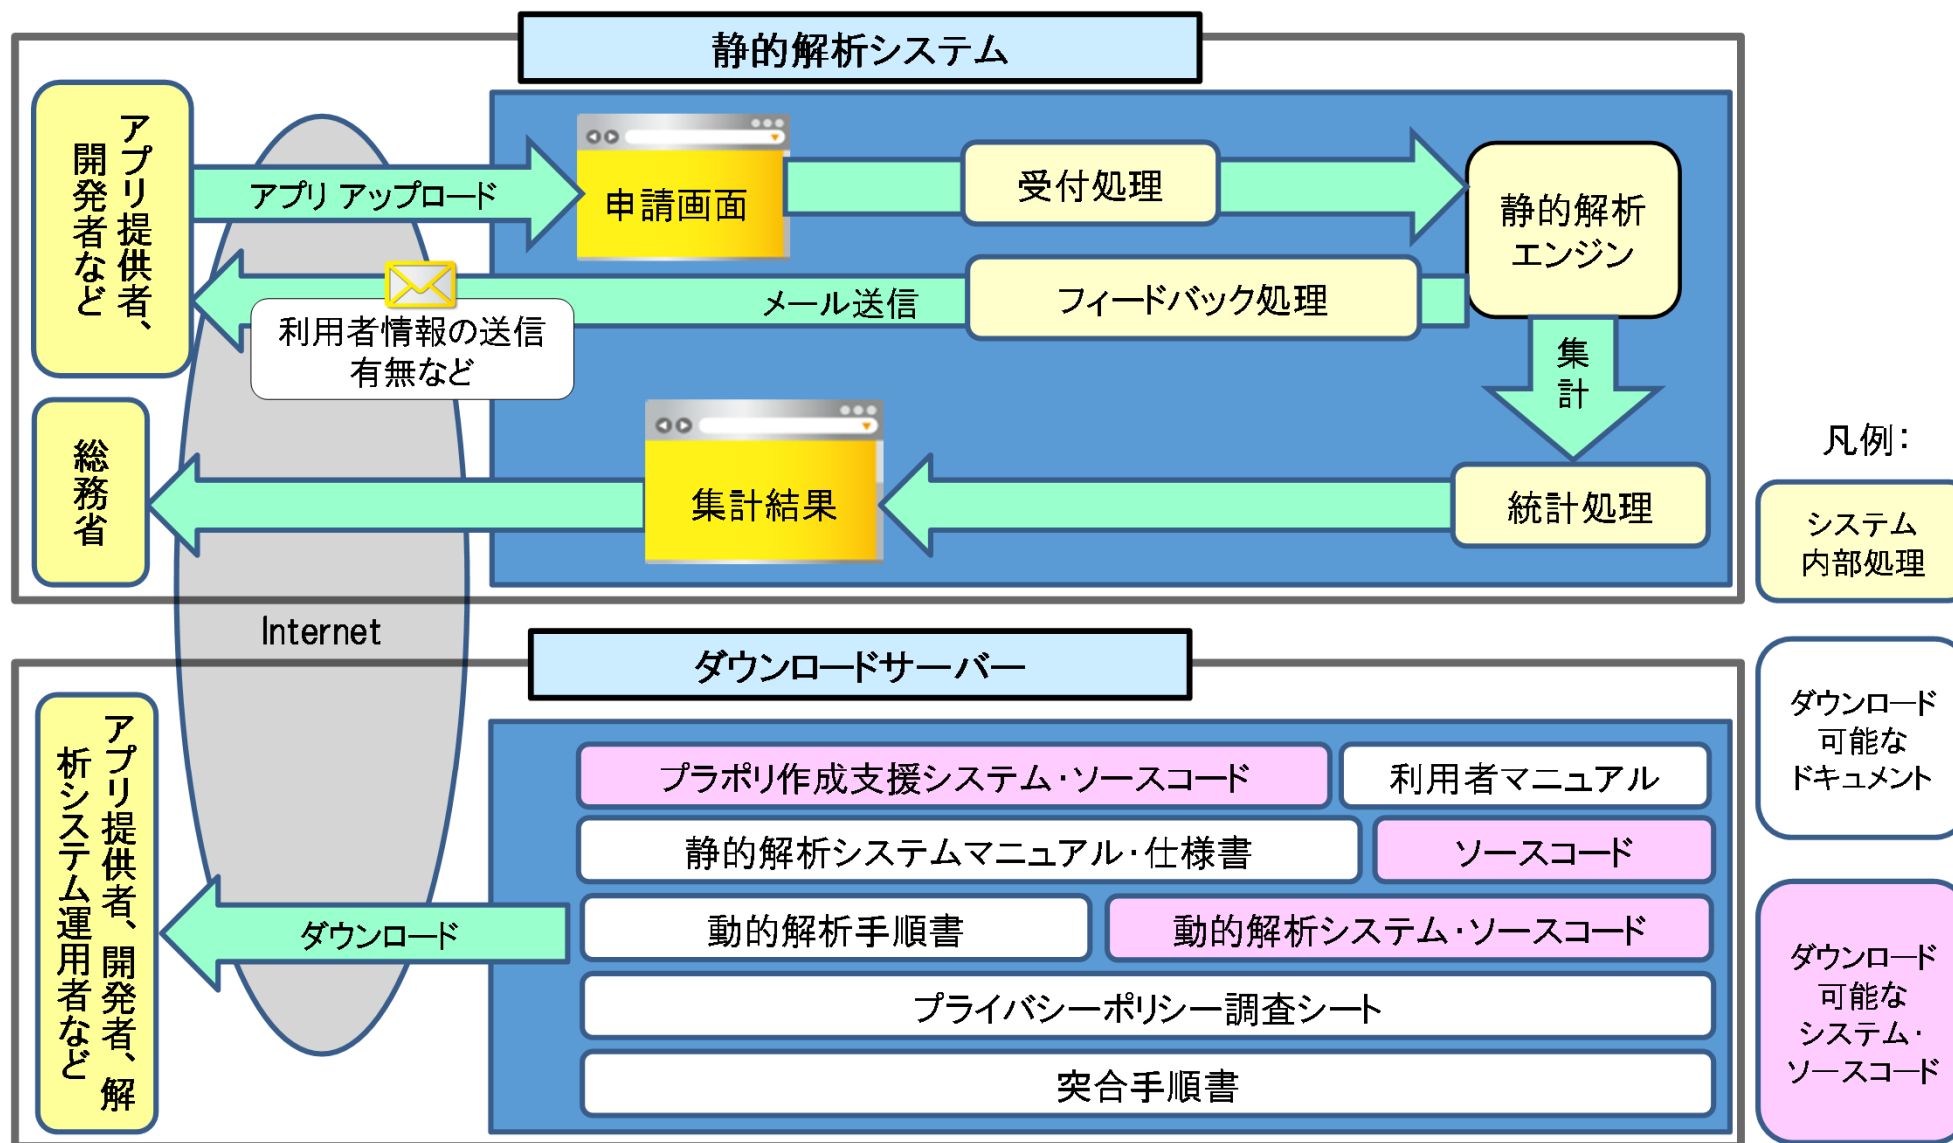 静的解析システム
アプリ提供者、
開発者など
アプリ アップロード
申請画面
受付処理
静的解析
エンジン
フィードバック処理
メール送信
利用者情報の送信
有無など
集
計
統計処理
集計結果
総務省
Internet
ダウンロードサーバー
アプリ提供者、開発者、解
析システム運用者など
ダウンロード
プラポリ作成支援システム・ソースコード
利用者マニュアル
静的解析システムマニュアル・仕様書
ソースコード
動的解析手順書
動的解析システム・ソースコード
プライバシーポリシー調査シート
突合手順書
凡例：
システム
内部処理
ダウンロード
可能な
ドキュメント
ダウンロード
可能な
システム・
ソースコード